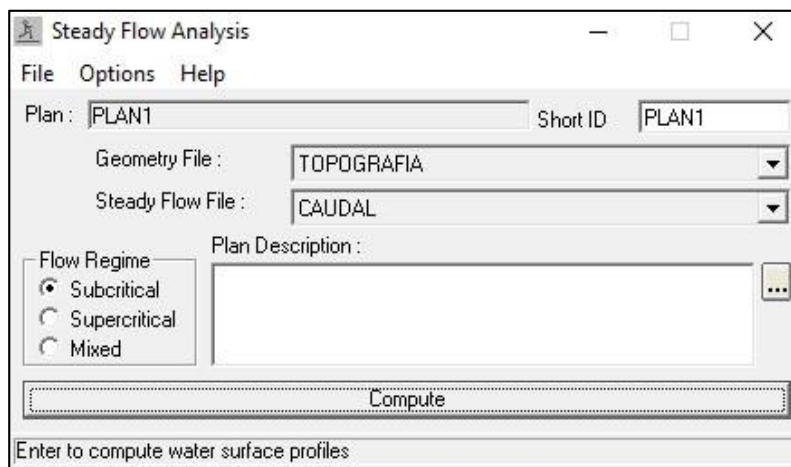 Steady Flow Analysis
File Options Help
Plan : PLAN1 Short ID PLAN1
Geometry File : TOPOGRAFIA
Steady Flow File : CAUDAL
Plan Description :
Flow Regime
Subcritical
Supercritical
Mixed
...
Compute
Enter to compute water surface profiles